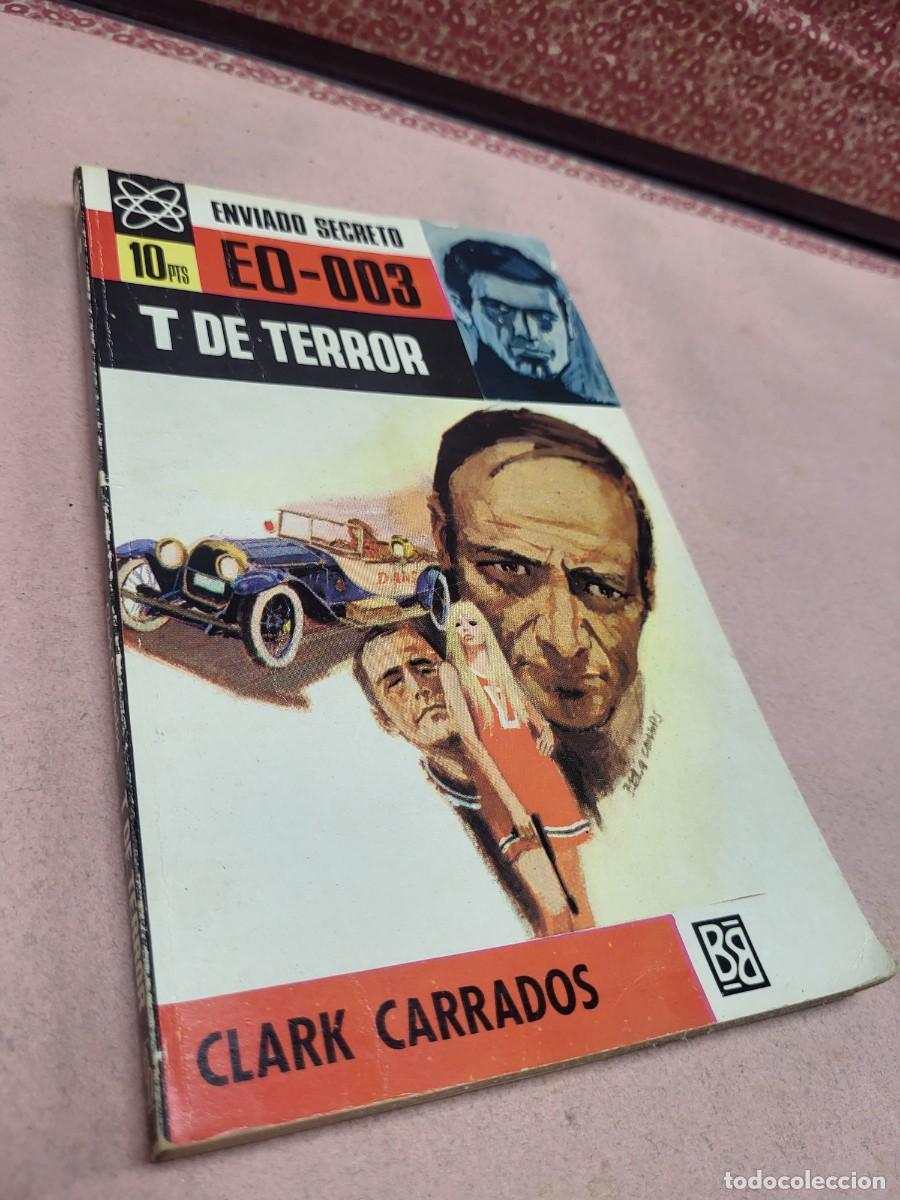 ENVIADO SECRETO
10 PTS
EO-003
T DE TERROR
CLARK CARRADOS
BB
todocoleccion